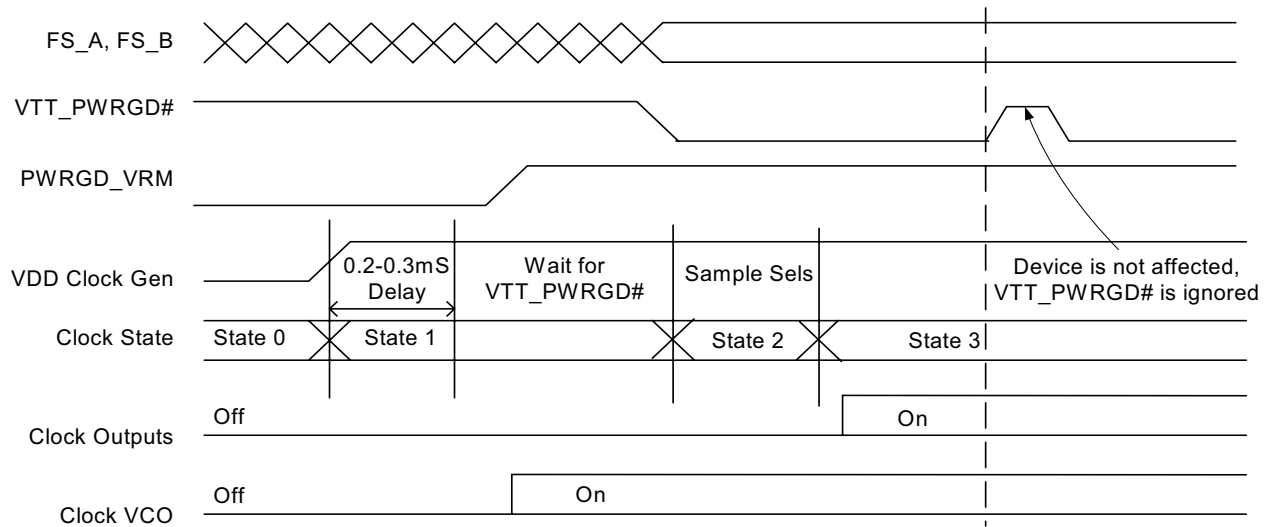 FS_A, FS_B
VTT_PWRGD#
PWRGD_VRM
VDD Clock Gen
0.2-0.3mS
Delay
Wait for
VTT_PWRGD#
Sample Sels
Device is not affected,
VTT_PWRGD# is ignored
Clock State
State 0
State 1
State 2
State 3
Clock Outputs
Off
On
Clock VCO
Off
On